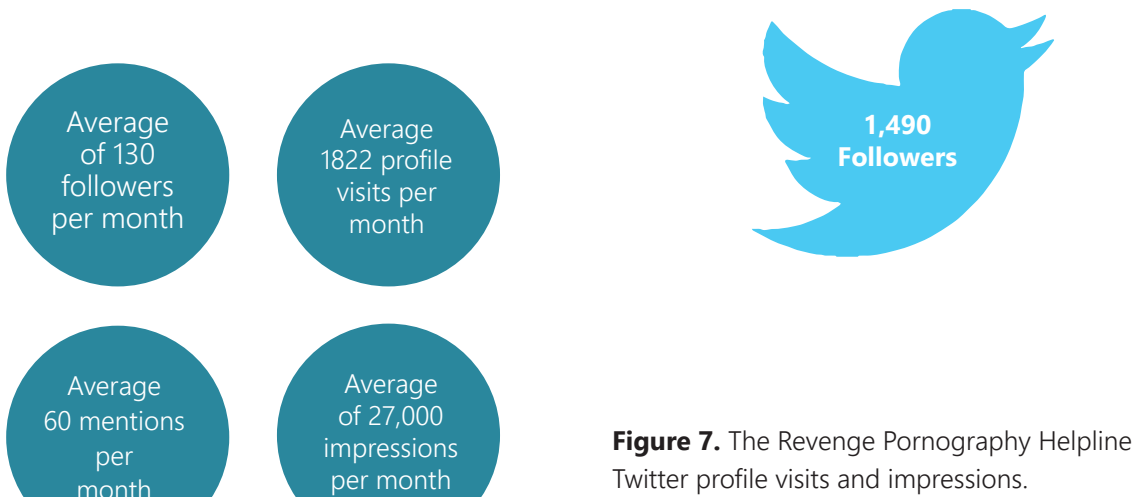 Average
of 130
followers
per month
Average
1822 profile
visits per
month
1,490
Followers
Average
60 mentions
per
month
Average
of 27,000
impressions
per month
Figure 7. The Revenge Pornography Helpline
Twitter profile visits and impressions.